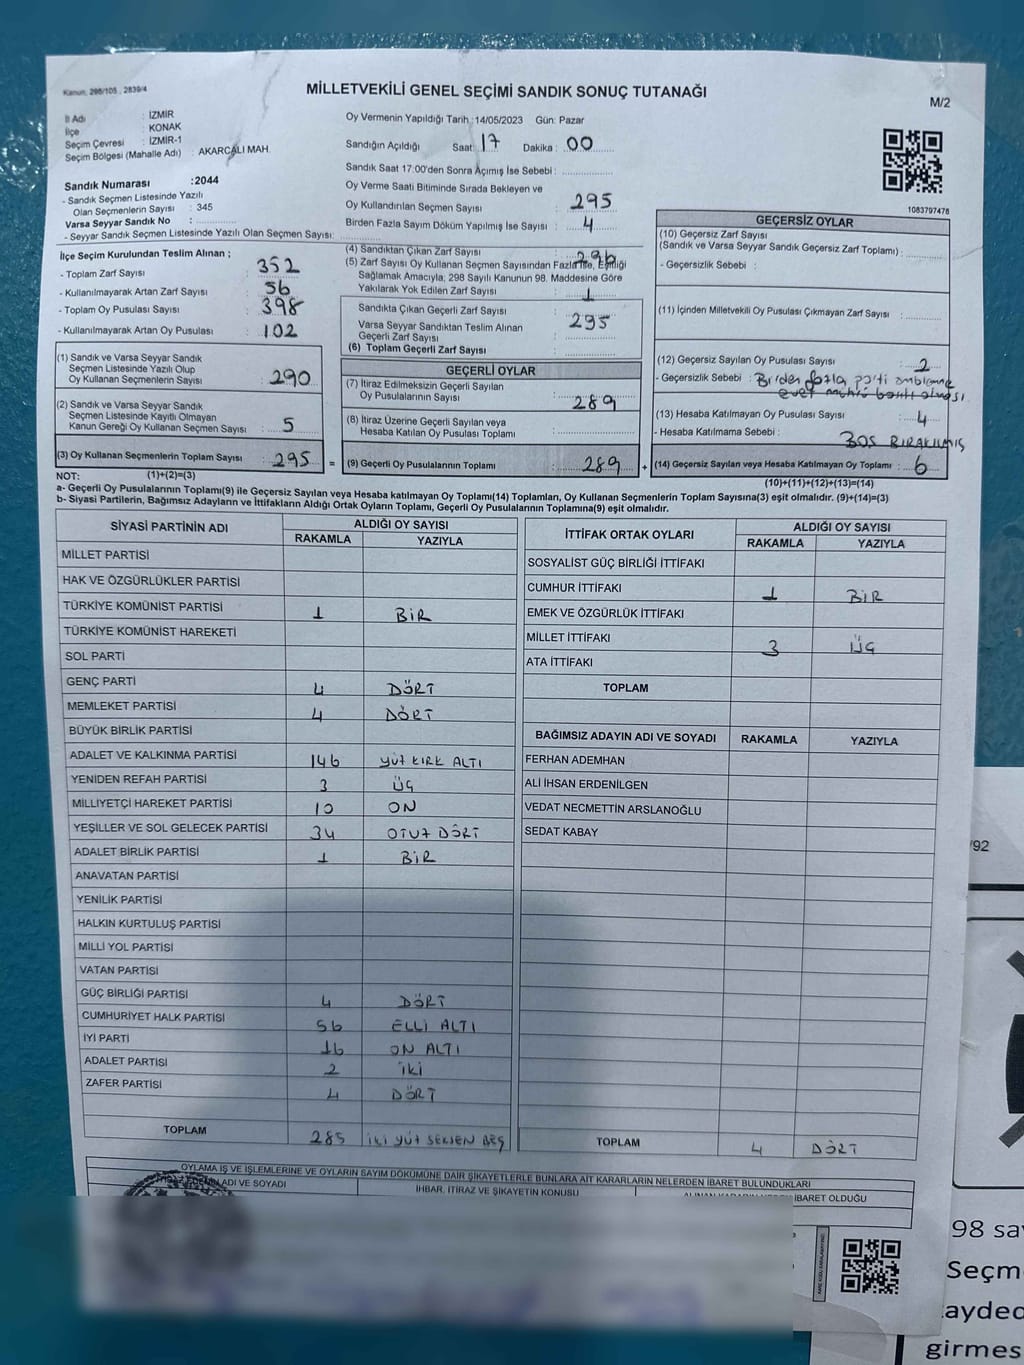 Kanun, 298/105 , 2839/4
MİLLETVEKİLİ GENEL SEÇİMİ SANDIK SONUÇ TUTANAĞI
M/2
İl Adı : İZMİR
İlçe : KONAK
Seçim Çevresi : İZMİR-1
Seçim Bölgesi (Mahalle Adı) : AKARCALI MAH.
Sandık Numarası :2044
- Sandık Seçmen Listesinde Yazılı
Olan Seçmenlerin Sayısı : 345
Varsa Seyyar Sandık No :
- Seyyar Sandık Seçmen Listesinde Yazılı Olan Seçmen Sayısı:
Oy Vermenin Yapıldığı Tarih :14/05/2023 Gün: Pazar
Sandığın Açıldığı Saat 17 Dakika : 00
Sandık Saat 17:00'den Sonra Açımış İse Sebebi :
Oy Verme Saati Bitiminde Sırada Bekleyen ve
Oy Kullandırılan Seçmen Sayısı : 295
Birden Fazla Sayım Döküm Yapılmış İse Sayısı : 4
1083797478
İlçe Seçim Kurulundan Teslim Alınan ;
- Toplam Zarf Sayısı : 352
- Kullanılmayarak Artan Zarf Sayısı : 56
- Toplam Oy Pusulası Sayısı : 398
- Kullanılmayarak Artan Oy Pusulası : 102
(4) Sandıktan Çıkan Zarf Sayısı : 296
(5) Zarf Sayısı Oy Kullanan Seçmen Sayısından Fazla İse, Eşitliği
Sağlamak Amacıyla; 298 Sayılı Kanunun 98. Maddesine Göre
Yakılarak Yok Edilen Zarf Sayısı : 1
Sandıkta Çıkan Geçerli Zarf Sayısı : 295
Varsa Seyyar Sandıktan Teslim Alınan
Geçerli Zarf Sayısı :
(6) Toplam Geçerli Zarf Sayısı :
GEÇERSİZ OYLAR
(10) Geçersiz Zarf Sayısı
(Sandık ve Varsa Seyyar Sandık Geçersiz Zarf Toplamı) :
- Geçersizlik Sebebi :
(11) İçinden Milletvekili Oy Pusulası Çıkmayan Zarf Sayısı :
(12) Geçersiz Sayılan Oy Pusulası Sayısı : 2
- Geçersizlik Sebebi : Birden fazla parti amblemine
evet mührü basılı olması.
(13) Hesaba Katılmayan Oy Pusulası Sayısı : 4
- Hesaba Katılmama Sebebi : BOŞ BIRAKILMIŞ
(14) Geçersiz Sayılan veya Hesaba Katılmayan Oy Toplamı : 6
(10)+(11)+(12)+(13)=(14)
(1) Sandık ve Varsa Seyyar Sandık
Seçmen Listesinde Yazılı Olup
Oy Kullanan Seçmenlerin Sayısı : 290
(2) Sandık ve Varsa Seyyar Sandık
Seçmen Listesinde Kayıtlı Olmayan
Kanun Gereği Oy Kullanan Seçmen Sayısı : 5
(3) Oy Kullanan Seçmenlerin Toplam Sayısı : 295 =
GEÇERLİ OYLAR
(7) İtiraz Edilmeksizin Geçerli Sayılan
Oy Pusulalarının Sayısı : 289
(8) İtiraz Üzerine Geçerli Sayılan veya
Hesaba Katılan Oy Pusulası Toplamı :
(9) Geçerli Oy Pusulalarının Toplamı : 289 +
NOT: (1)+(2)=(3)
a- Geçerli Oy Pusulalarının Toplamı(9) ile Geçersiz Sayılan veya Hesaba katılmayan Oy Toplamı(14) Toplamları, Oy Kullanan Seçmenlerin Toplam Sayısına(3) eşit olmalıdır. (9)+(14)=(3)
b- Siyasi Partilerin, Bağımsız Adayların ve İttifakların Aldığı Ortak Oyların Toplamı, Geçerli Oy Pusulalarının Toplamına(9) eşit olmalıdır.
SİYASİ PARTİNİN ADI ALDIĞI OY SAYISI
RAKAMLA YAZIYLA
MİLLET PARTİSİ
HAK VE ÖZGÜRLÜKLER PARTİSİ
TÜRKİYE KOMÜNİST PARTİSİ 1 BİR
TÜRKİYE KOMÜNİST HAREKETİ
SOL PARTİ
GENÇ PARTİ 4 DÖRT
MEMLEKET PARTİSİ 4 DÖRT
BÜYÜK BİRLİK PARTİSİ
ADALET VE KALKINMA PARTİSİ 146 YÜZ KIRK ALTI
YENİDEN REFAH PARTİSİ 3 ÜÇ
MİLLİYETÇİ HAREKET PARTİSİ 10 ON
YEŞİLLER VE SOL GELECEK PARTİSİ 34 OTUZ DÖRT
ADALET BİRLİK PARTİSİ 1 BİR
ANAVATAN PARTİSİ
YENİLİK PARTİSİ
HALKIN KURTULUŞ PARTİSİ
MİLLİ YOL PARTİSİ
VATAN PARTİSİ
GÜÇ BİRLİĞİ PARTİSİ 4 DÖRT
CUMHURİYET HALK PARTİSİ 56 ELLİ ALTI
İYİ PARTİ 16 ON ALTI
ADALET PARTİSİ 2 İKİ
ZAFER PARTİSİ 4 DÖRT
TOPLAM 285 İKİ YÜZ SEKSEN BEŞ
İTTİFAK ORTAK OYLARI ALDIĞI OY SAYISI
RAKAMLA YAZIYLA
SOSYALİST GÜÇ BİRLİĞİ İTTİFAKI
CUMHUR İTTİFAKI 1 BİR
EMEK VE ÖZGÜRLÜK İTTİFAKI
MİLLET İTTİFAKI 3 ÜÇ
ATA İTTİFAKI
TOPLAM
BAĞIMSIZ ADAYIN ADI VE SOYADI RAKAMLA YAZIYLA
FERHAN ADEMHAN
ALİ İHSAN ERDENİLGEN
VEDAT NECMETTİN ARSLANOĞLU
SEDAT KABAY
TOPLAM 4 DÖRT
OYLAMA İŞ VE İŞLEMLERİNE VE OYLARIN SAYIM DÖKÜMÜNE DAİR ŞİKAYETLERLE BUNLARA AİT KARARLARIN NELERDEN İBARET BULUNDUKLARI
ADI VE SOYADI İHBAR, İTİRAZ VE ŞİKAYETİN KONUSU İBARET OLDUĞU
/92
98 sa
Seçm
aydec
girmes